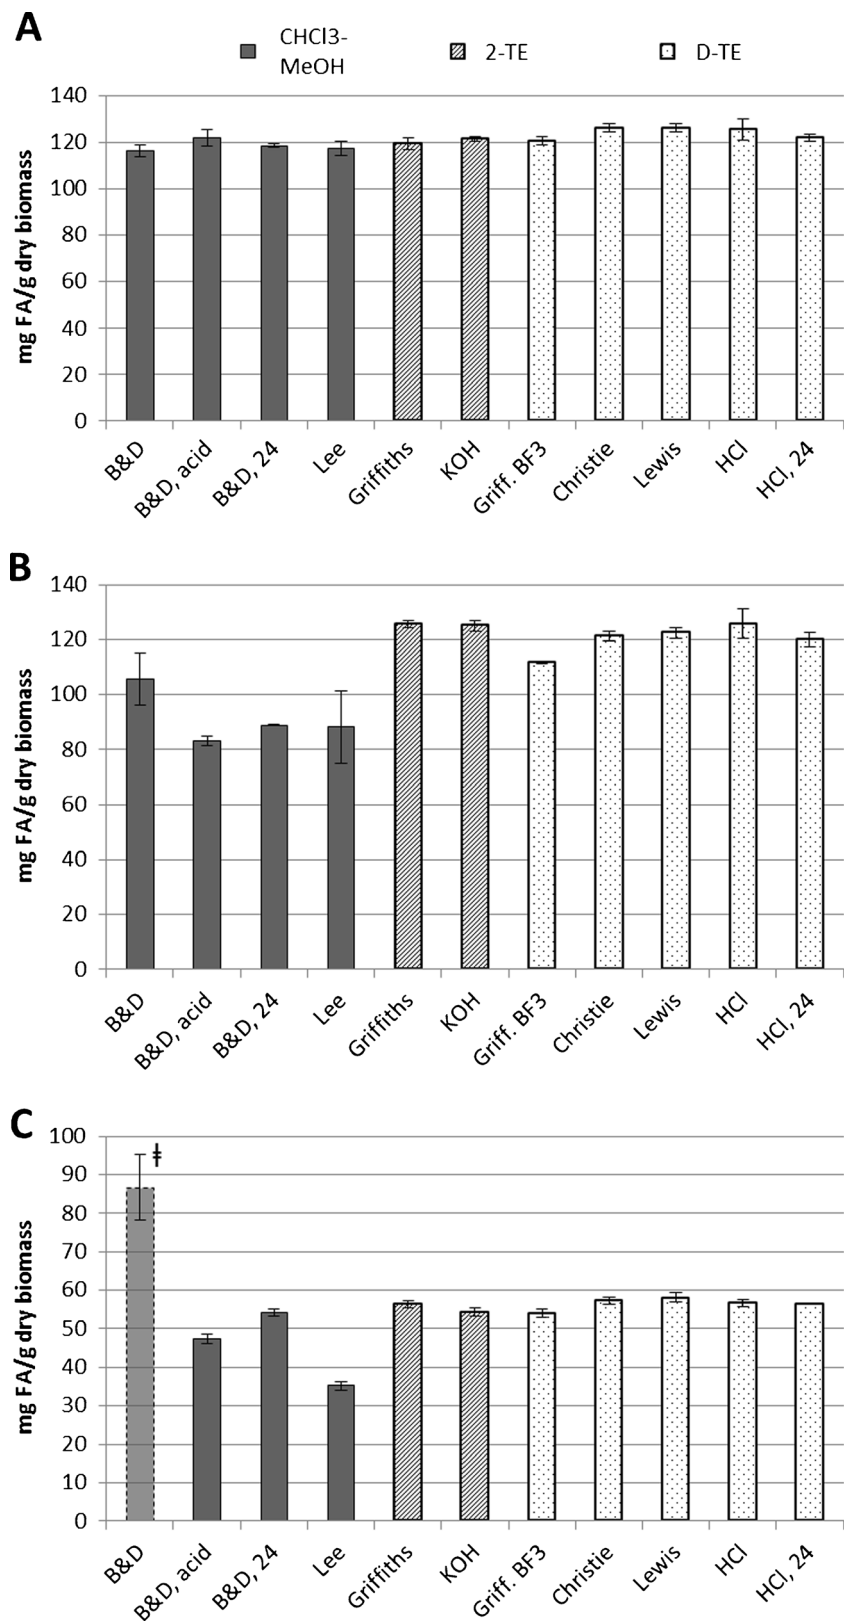 A
CHCl3-
MeOH
2-TE
D-TE
mg FA/g dry biomass
140
120
100
80
60
40
20
0
B&D
B&D, acid
B&D, 24
Lee
Griffiths
KOH
Griff. BF3
Christie
Lewis
HCl
HCl, 24
B
mg FA/g dry biomass
140
120
100
80
60
40
20
0
B&D
B&D, acid
B&D, 24
Lee
Griffiths
KOH
Griff. BF3
Christie
Lewis
HCl
HCl, 24
C
mg FA/g dry biomass
100
90
80
70
60
50
40
30
20
10
0
ǂ
B&D
B&D, acid
B&D, 24
Lee
Griffiths
KOH
Griff. BF3
Christie
Lewis
HCl
HCl, 24